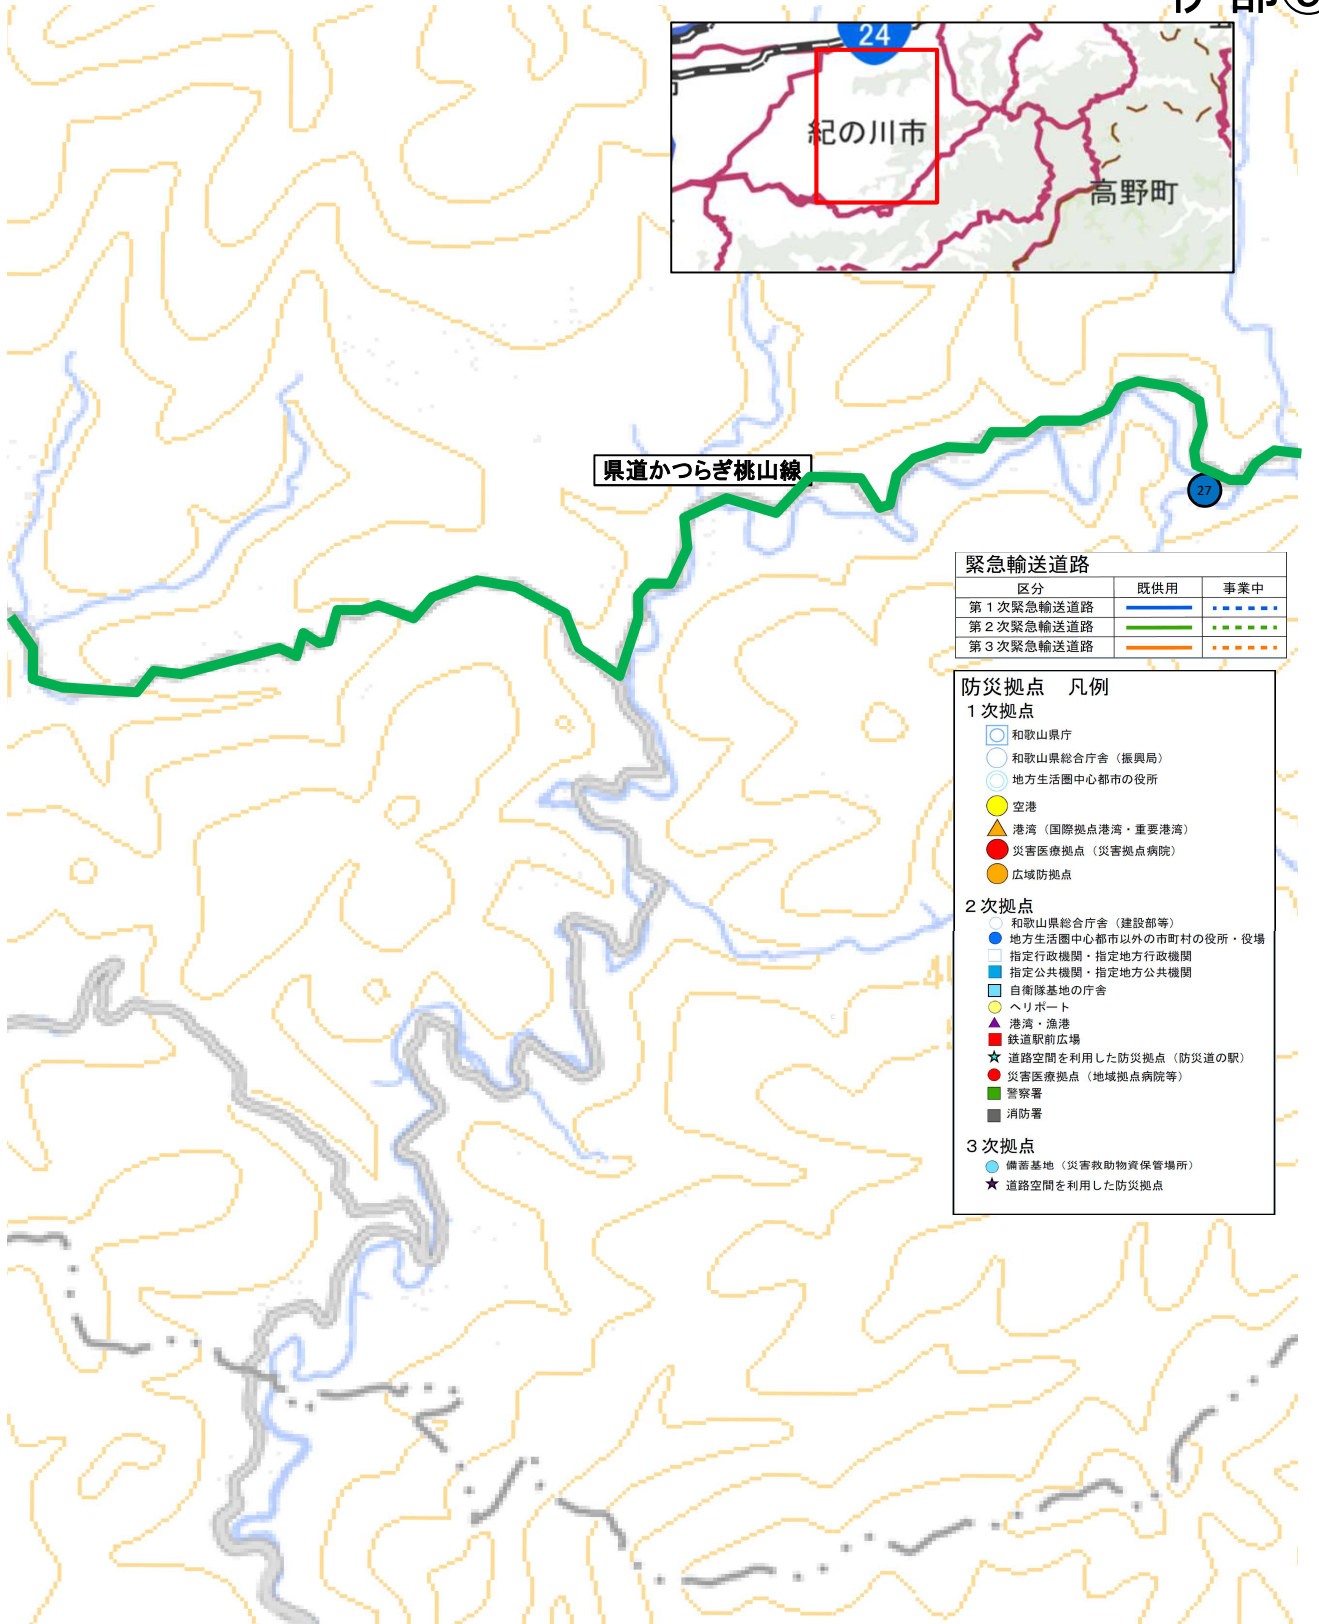 24
紀の川市
高野町
県道かつらぎ桃山線
27
緊急輸送道路
区分 既供用 事業中
第1次緊急輸送道路
第2次緊急輸送道路
第3次緊急輸送道路
防災拠点 凡例
1次拠点
和歌山県庁
和歌山県総合庁舎（振興局）
地方生活圏中心都市の役所
空港
港湾（国際拠点港湾・重要港湾）
災害医療拠点（災害拠点病院）
広域防拠点
2次拠点
和歌山県総合庁舎（建設部等）
地方生活圏中心都市以外の市町村の役所・役場
指定行政機関・指定地方行政機関
指定公共機関・指定地方公共機関
自衛隊基地の庁舎
ヘリポート
港湾・漁港
鉄道駅前広場
道路空間を利用した防災拠点（防災道の駅）
災害医療拠点（地域拠点病院等）
警察署
消防署
3次拠点
備蓄基地（災害救助物資保管場所）
道路空間を利用した防災拠点